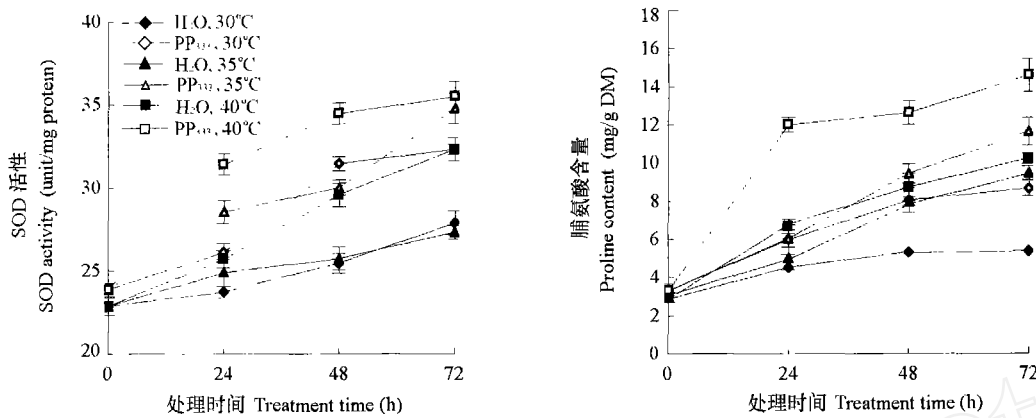 40
35
30
25
20
H₂O, 30°C
PP₃₃₃, 30°C
H₂O, 35°C
PP₃₃₃, 35°C
H₂O, 40°C
PP₃₃₃, 40°C
SOD 活性
SOD activity (unit/mg protein)
0 24 48 72
处理时间 Treatment time (h)
16
14
12
10
8
6
4
2
0
脯氨酸含量
Proline content (mg/g DM)
0 24 48 72
处理时间 Treatment time (h)